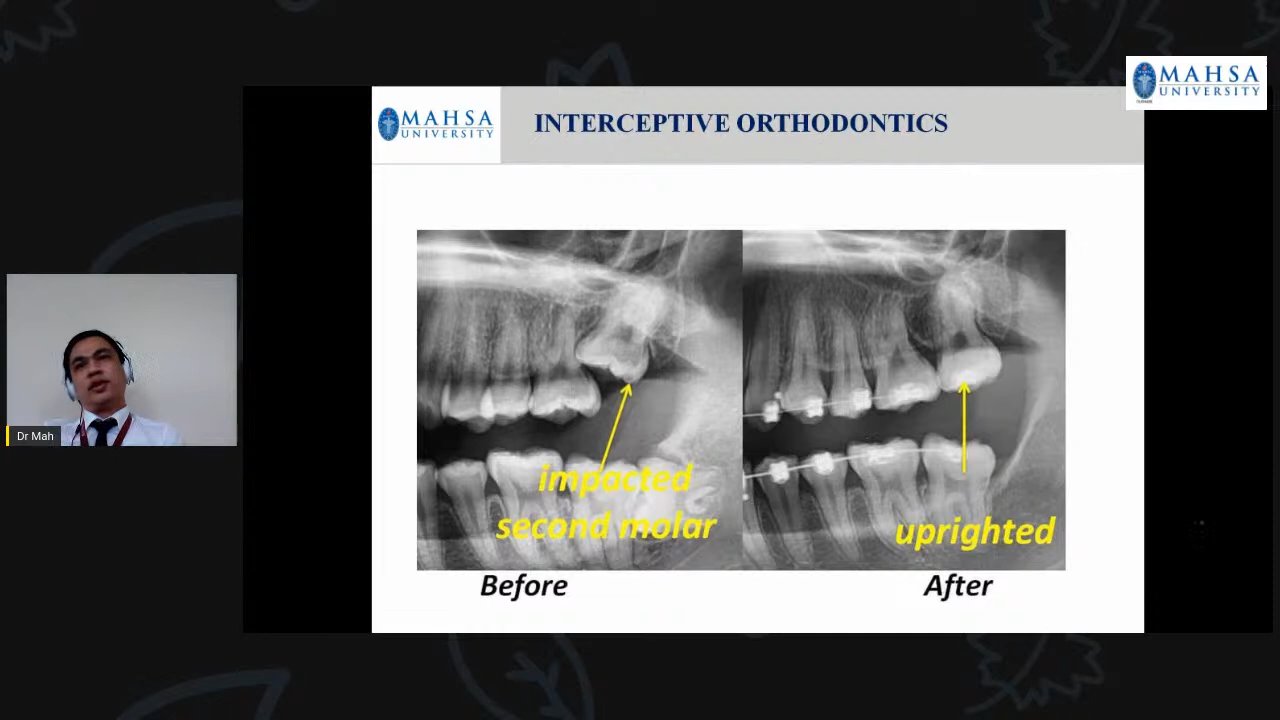 MAHSA
UNIVERSITY
MAHSA
UNIVERSITY
INTERCEPTIVE ORTHODONTICS
impacted
second molar
uprighted
Before
After
Dr Mah